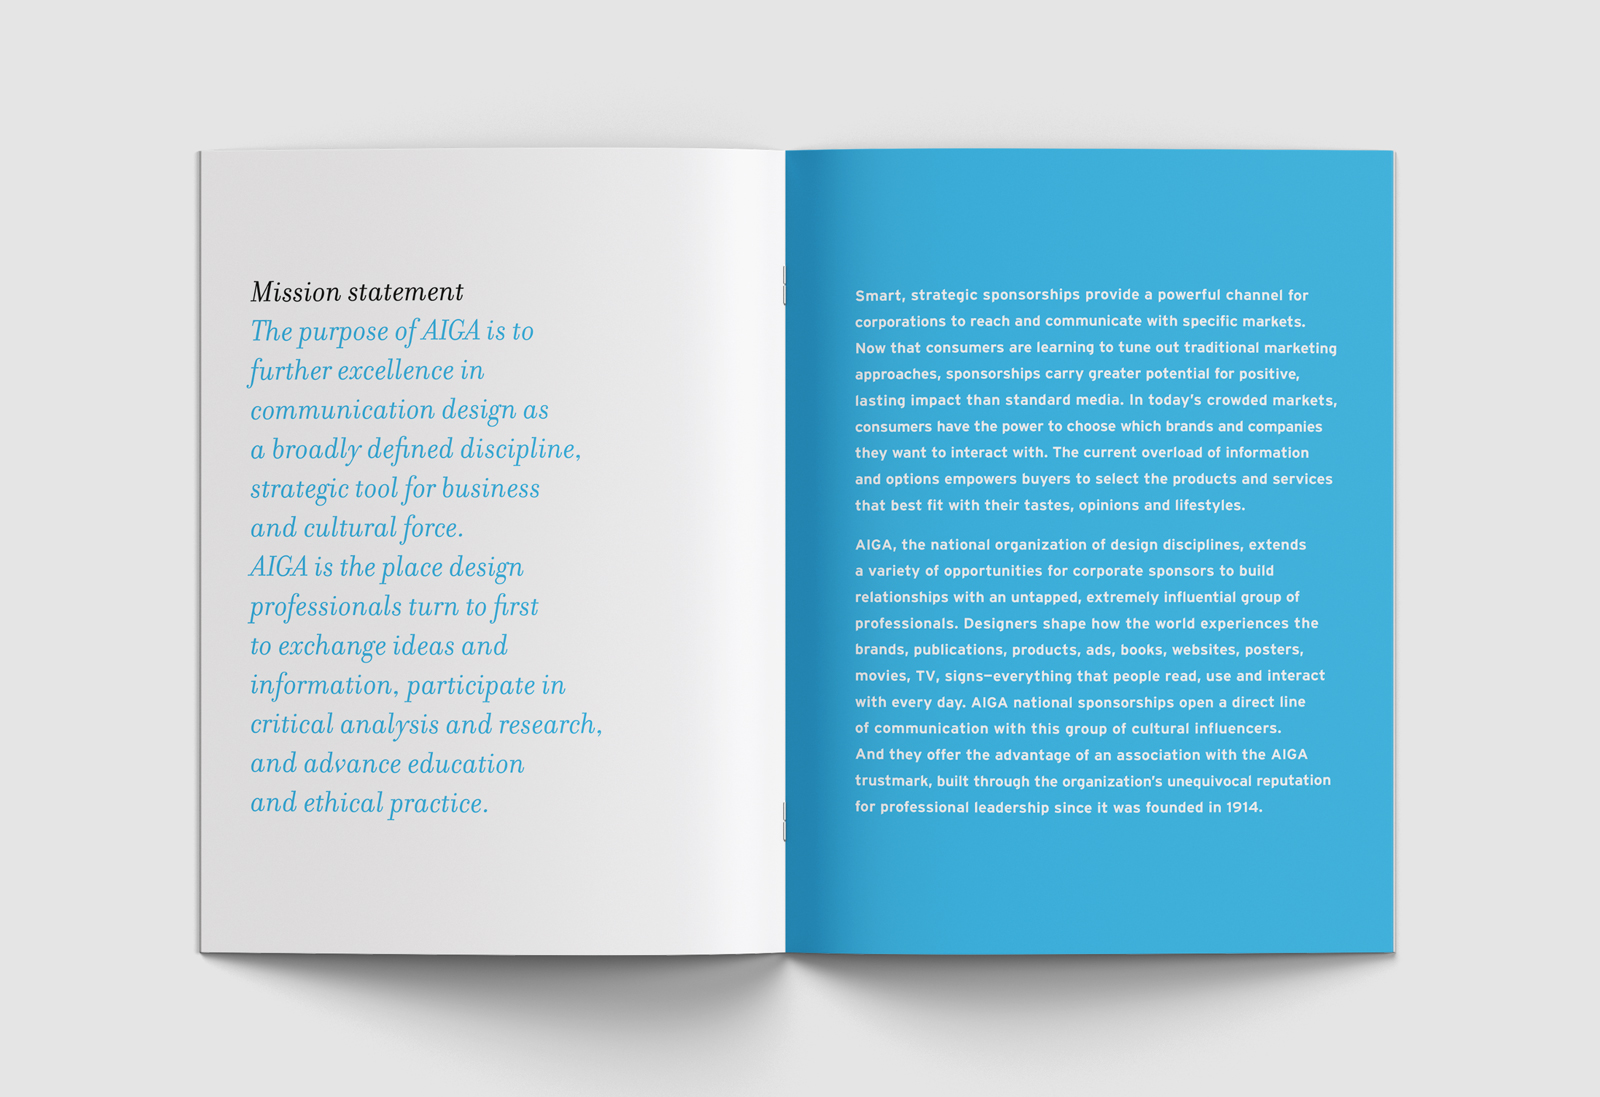 Mission statement
The purpose of AIGA is to
further excellence in
communication design as
a broadly defined discipline,
strategic tool for business
and cultural force.
AIGA is the place design
professionals turn to first
to exchange ideas and
information, participate in
critical analysis and research,
and advance education
and ethical practice.
Smart, strategic sponsorships provide a powerful channel for
corporations to reach and communicate with specific markets.
Now that consumers are learning to tune out traditional marketing
approaches, sponsorships carry greater potential for positive,
lasting impact than standard media. In today’s crowded markets,
consumers have the power to choose which brands and companies
they want to interact with. The current overload of information
and options empowers buyers to select the products and services
that best fit with their tastes, opinions and lifestyles.
AIGA, the national organization of design disciplines, extends
a variety of opportunities for corporate sponsors to build
relationships with an untapped, extremely influential group of
professionals. Designers shape how the world experiences the
brands, publications, products, ads, books, websites, posters,
movies, TV, signs—everything that people read, use and interact
with every day. AIGA national sponsorships open a direct line
of communication with this group of cultural influencers.
And they offer the advantage of an association with the AIGA
trustmark, built through the organization’s unequivocal reputation
for professional leadership since it was founded in 1914.